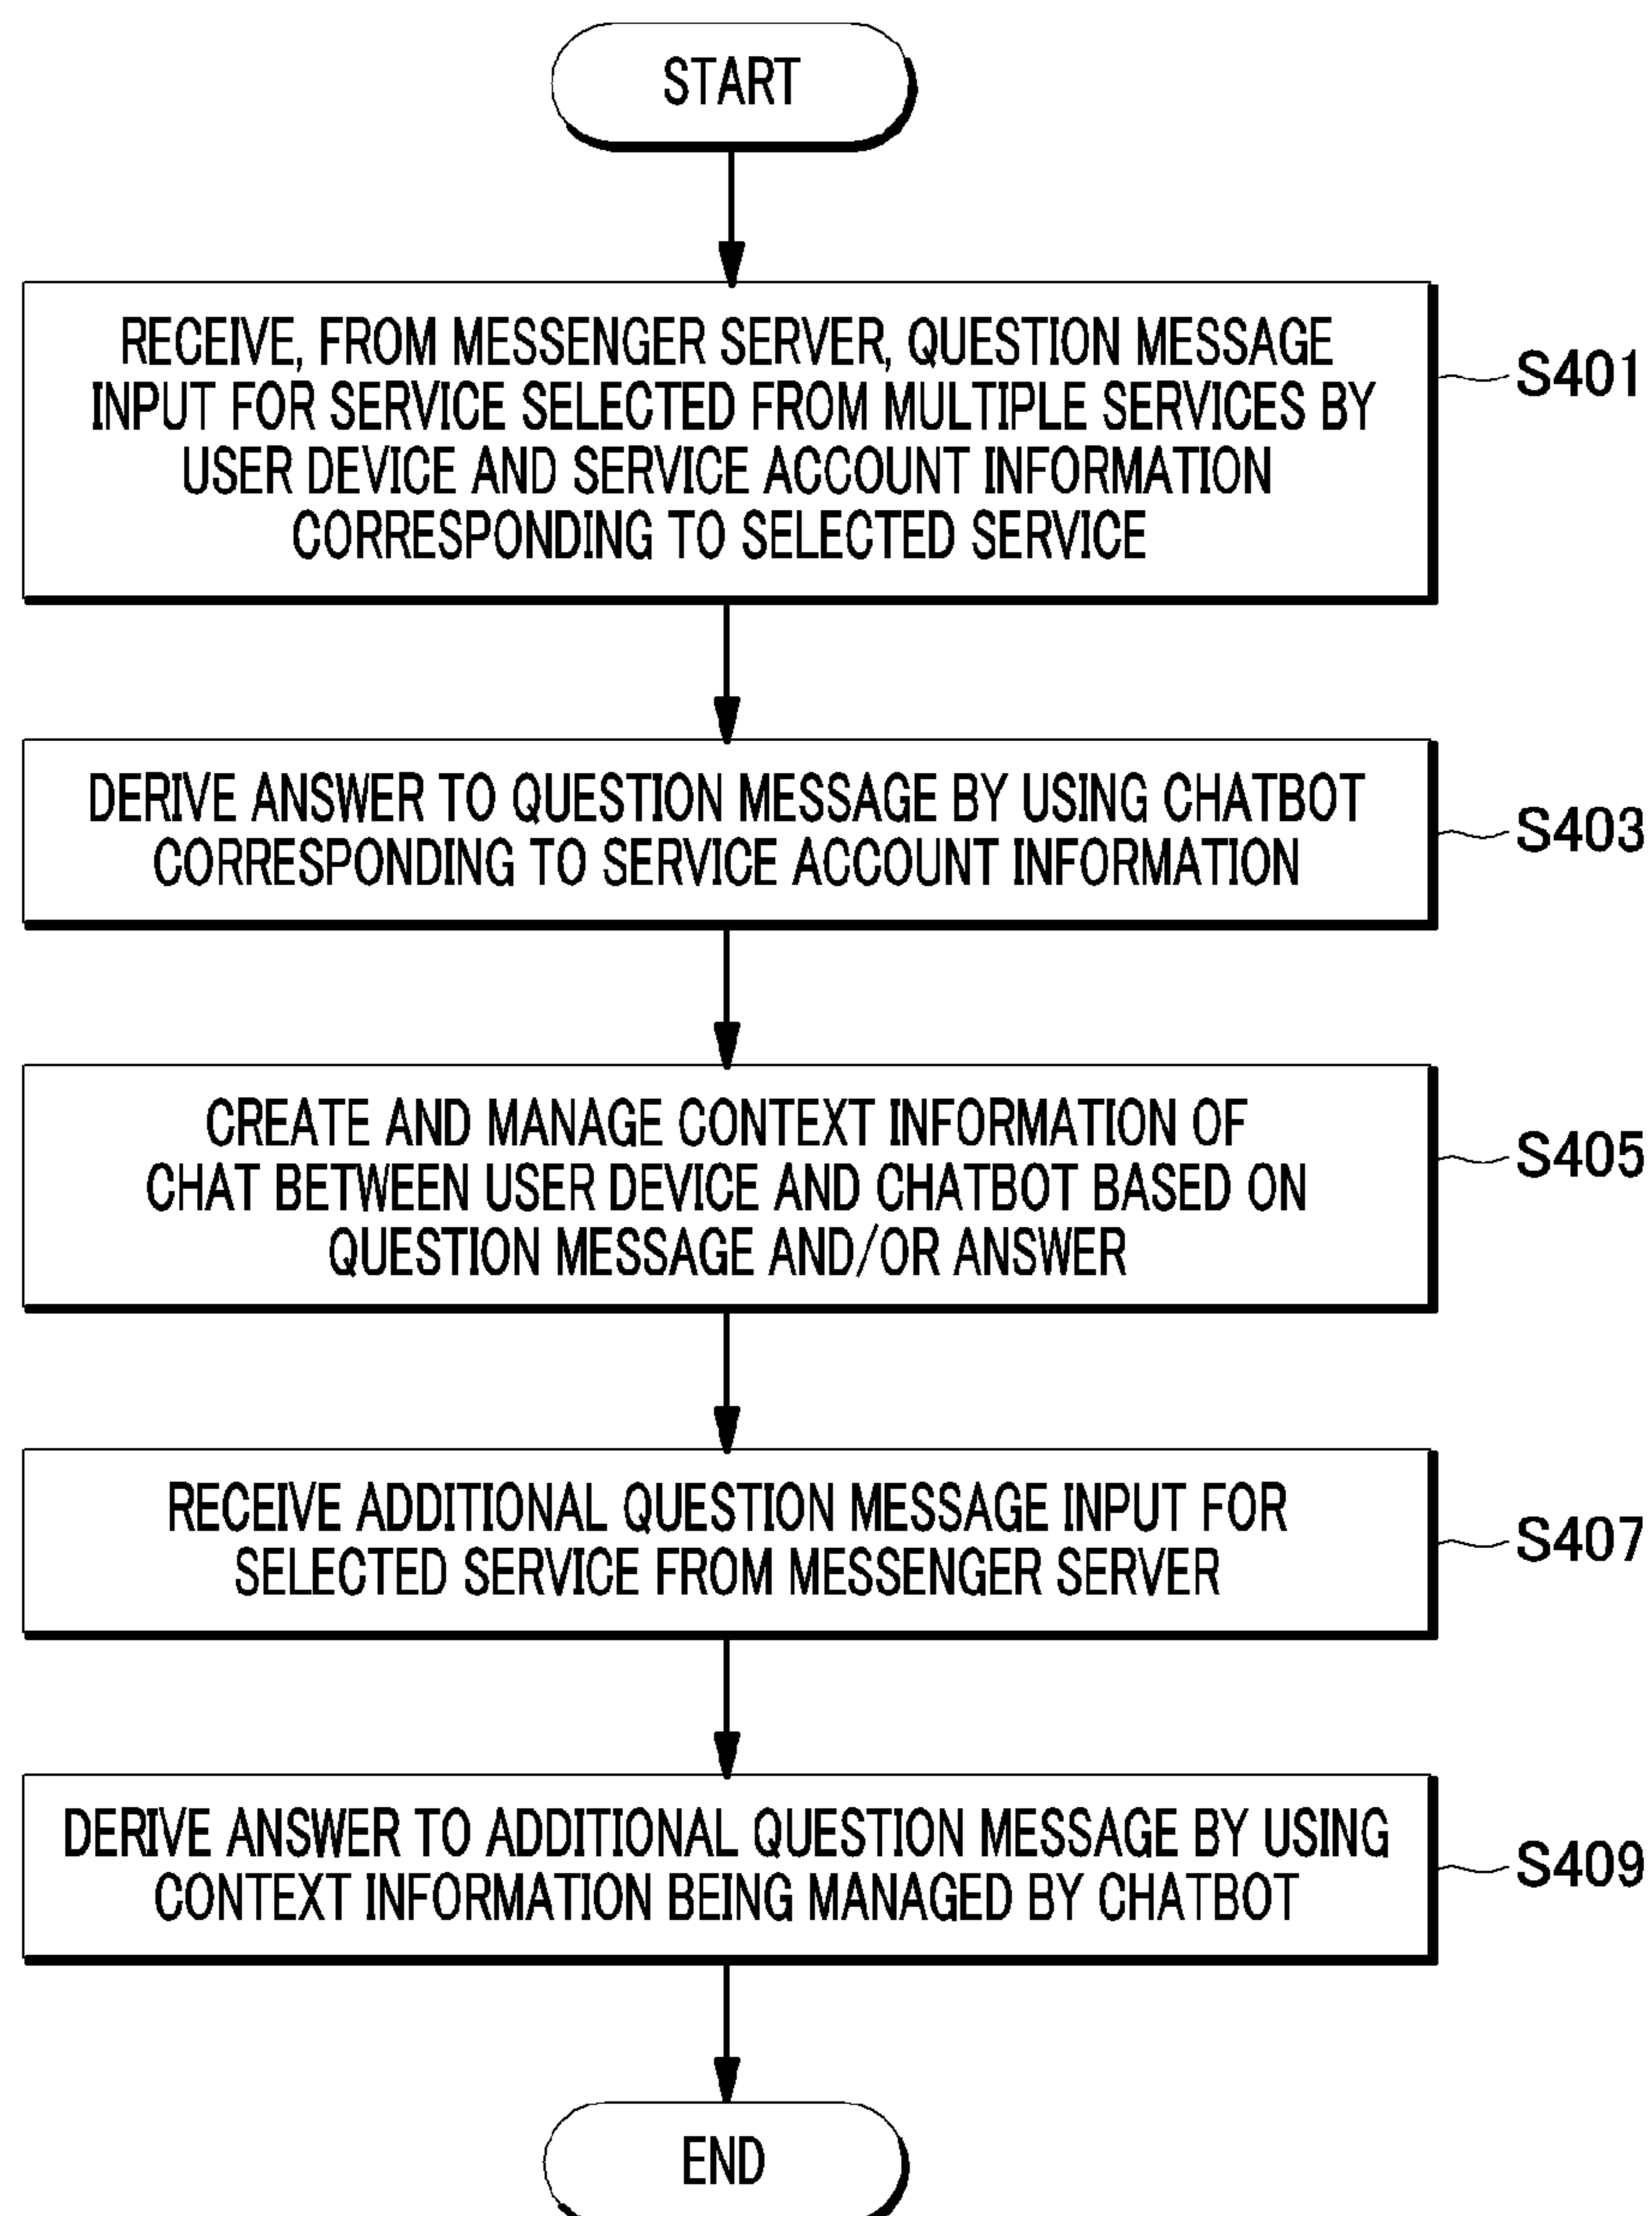 START
RECEIVE, FROM MESSENGER SERVER, QUESTION MESSAGE
INPUT FOR SERVICE SELECTED FROM MULTIPLE SERVICES BY
USER DEVICE AND SERVICE ACCOUNT INFORMATION
CORRESPONDING TO SELECTED SERVICE
S401
DERIVE ANSWER TO QUESTION MESSAGE BY USING CHATBOT
CORRESPONDING TO SERVICE ACCOUNT INFORMATION
S403
CREATE AND MANAGE CONTEXT INFORMATION OF
CHAT BETWEEN USER DEVICE AND CHATBOT BASED ON
QUESTION MESSAGE AND/OR ANSWER
S405
RECEIVE ADDITIONAL QUESTION MESSAGE INPUT FOR
SELECTED SERVICE FROM MESSENGER SERVER
S407
DERIVE ANSWER TO ADDITIONAL QUESTION MESSAGE BY USING
CONTEXT INFORMATION BEING MANAGED BY CHATBOT
S409
END